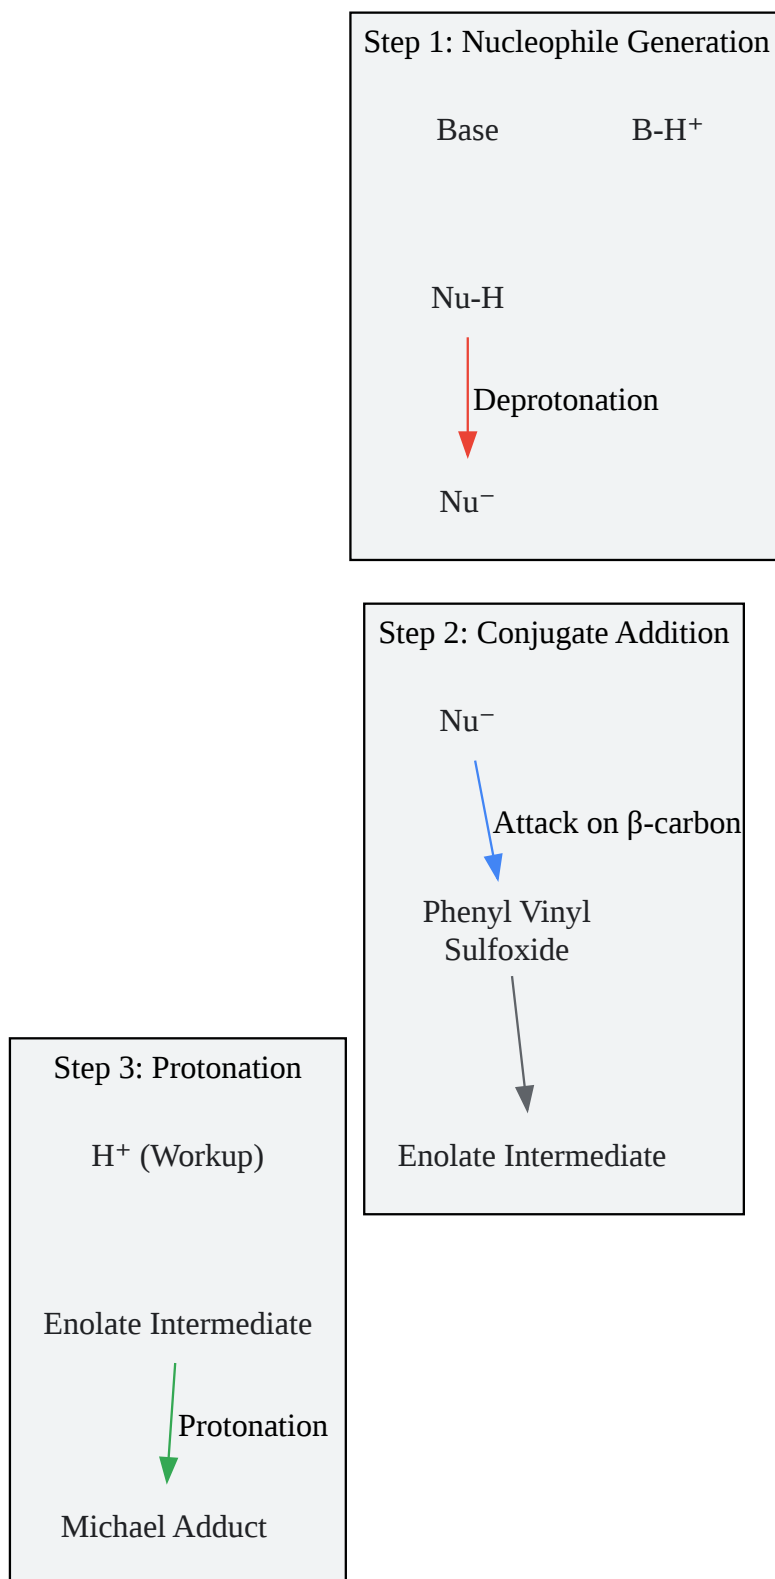 Step 1: Nucleophile Generation
Base
B-H⁺
Nu-H
Deprotonation
Nu⁻
Step 2: Conjugate Addition
Nu⁻
Attack on β-carbon
Phenyl Vinyl
Sulfoxide
Enolate Intermediate
Step 3: Protonation
H⁺ (Workup)
Enolate Intermediate
Protonation
Michael Adduct